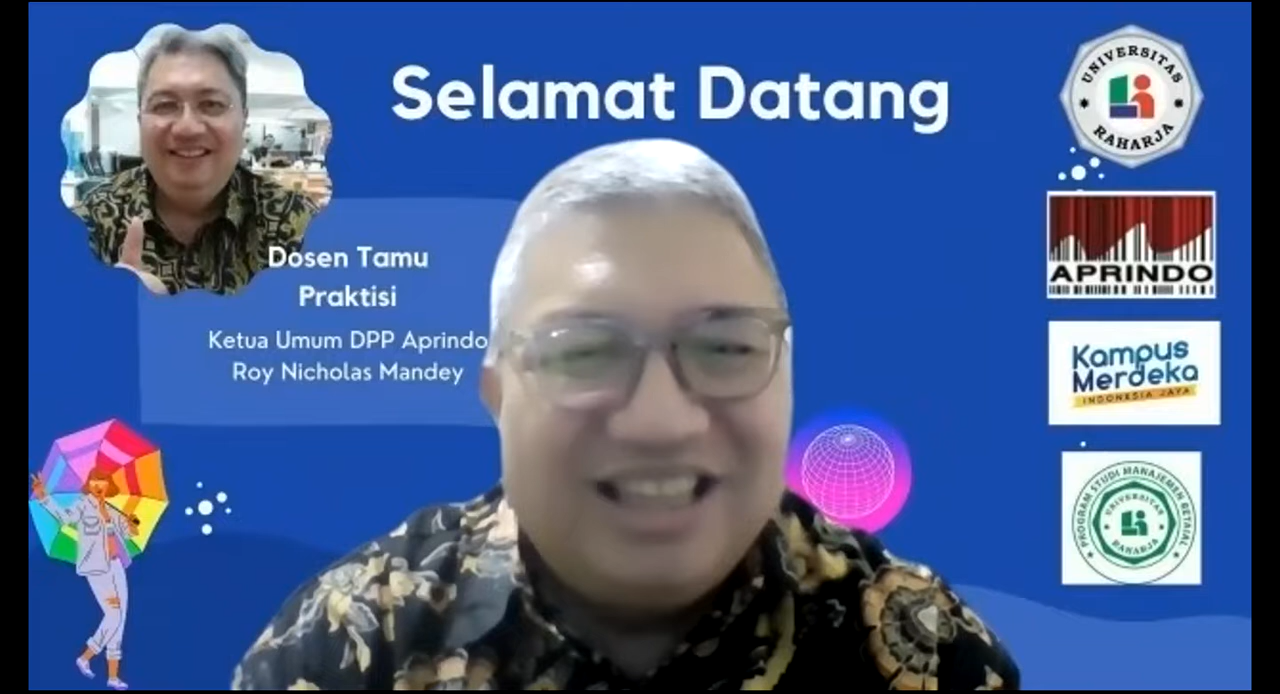 Selamat Datang
Dosen Tamu
Praktisi
Ketua Umum DPP Aprindo
Roy Nicholas Mandey
UNIVERSITAS
RAHARJA
APRINDO
Kampus
Merdeka
INDONESIA JAYA
PROGRAM STUDI MANAJEMEN RETAIAL
UNIVERSITAS
RAHARJA